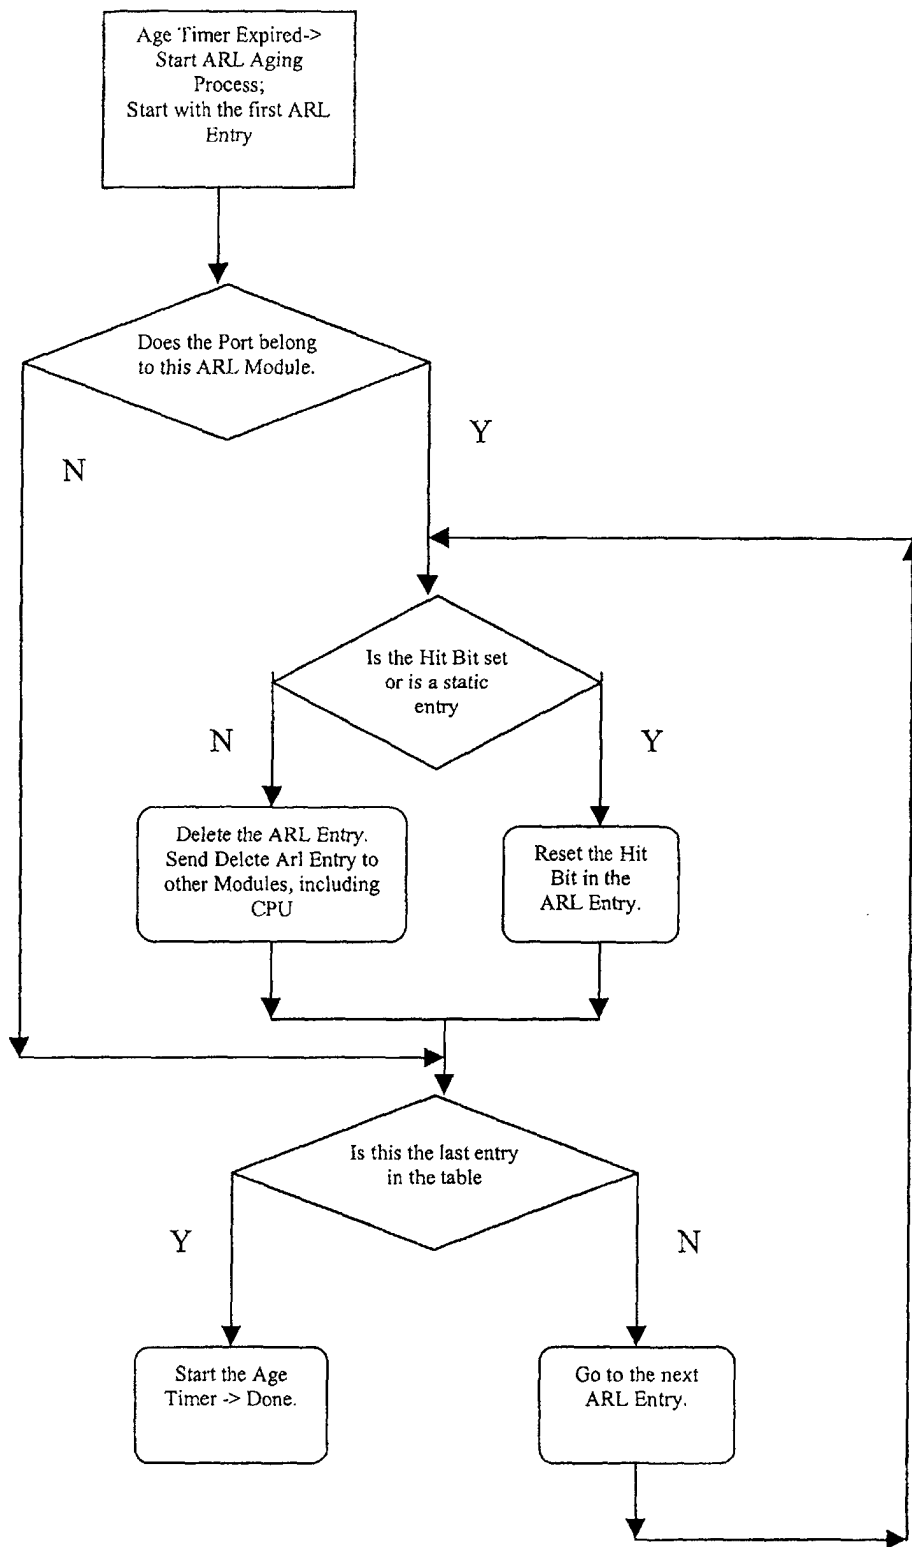 Age Timer Expired->
Start ARL Aging
Process;
Start with the first ARL
Entry
Does the Port belong
to this ARL Module.
Y
N
Is the Hit Bit set
or is a static
entry
N
Y
Delete the ARL Entry.
Send Delete Arl Entry to
other Modules, including
CPU
Reset the Hit
Bit in the
ARL Entry.
Is this the last entry
in the table
Y
N
Start the Age
Timer -> Done.
Go to the next
ARL Entry.